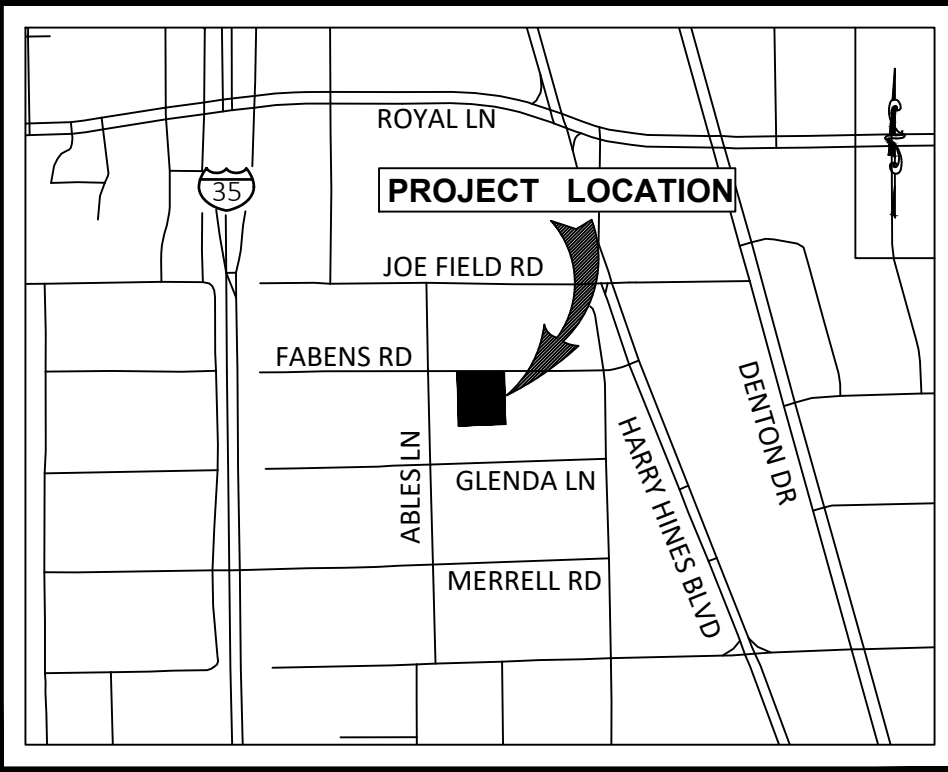 ROYAL LN
35
PROJECT LOCATION
JOE FIELD RD
FABENS RD
DENTON DR
ABLES LN
GLENDA LN
HARRY HINES BLVD
MERRELL RD